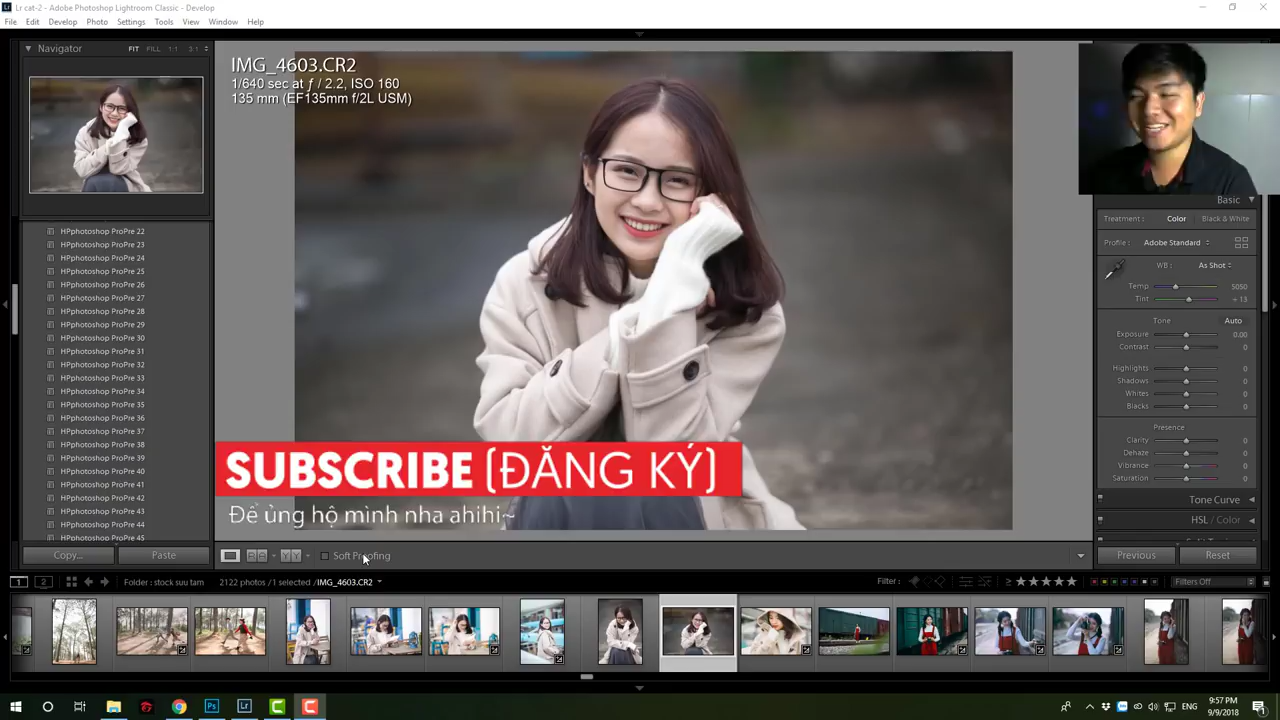 Lr cat-2 - Adobe Photoshop Lightroom Classic - Develop
File Edit Develop Photo Settings Tools View Window Help
Navigator FIT FILL 1:1 3:1
IMG_4603.CR2
1/640 sec at ƒ / 2.2, ISO 160
135 mm (EF135mm f/2L USM)
HPphotoshop ProPre 22
HPphotoshop ProPre 23
HPphotoshop ProPre 24
HPphotoshop ProPre 25
HPphotoshop ProPre 26
HPphotoshop ProPre 27
HPphotoshop ProPre 28
HPphotoshop ProPre 29
HPphotoshop ProPre 30
HPphotoshop ProPre 31
HPphotoshop ProPre 32
HPphotoshop ProPre 33
HPphotoshop ProPre 34
HPphotoshop ProPre 35
HPphotoshop ProPre 36
HPphotoshop ProPre 37
HPphotoshop ProPre 38
HPphotoshop ProPre 39
HPphotoshop ProPre 40
HPphotoshop ProPre 41
HPphotoshop ProPre 42
HPphotoshop ProPre 43
HPphotoshop ProPre 44
HPphotoshop ProPre 45
Copy... Paste
SUBSCRIBE (ĐĂNG KÝ)
Để ủng hộ mình nha ahihi~
Basic
Treatment: Color Black & White
Profile: Adobe Standard
WB: As Shot
Temp 5050
Tint + 13
Tone Auto
Exposure 0.00
Contrast 0
Highlights 0
Shadows 0
Whites 0
Blacks 0
Presence
Clarity 0
Dehaze 0
Vibrance 0
Saturation 0
Tone Curve
HSL / Color
Previous Reset
Soft Proofing
1 2 Folder : stock suu tam 2122 photos / 1 selected / IMG_4603.CR2 Filter : Filters Off
9:57 PM
9/9/2018